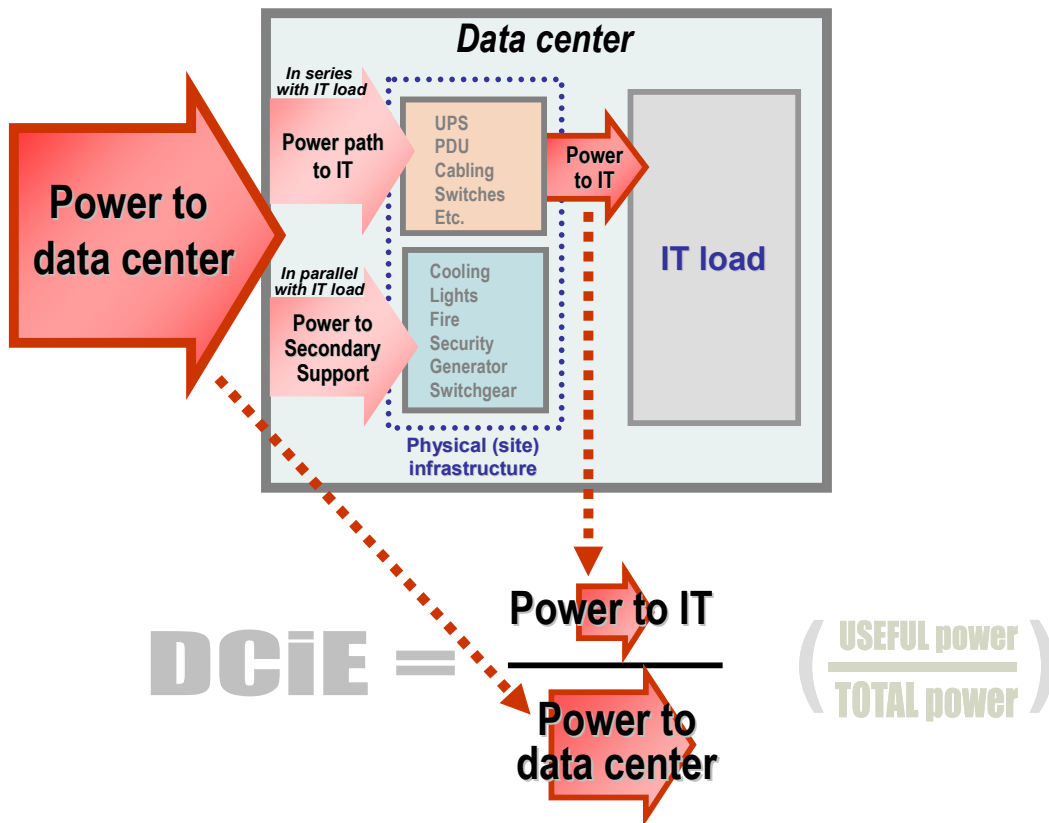 Data center
In series
with IT load
Power path
to IT
UPS
PDU
Cabling
Switches
Etc.
Power
to IT
IT load
Power to
data center
In parallel
with IT load
Power to
Secondary
Support
Cooling
Lights
Fire
Security
Generator
Switchgear
Physical (site)
infrastructure
DCiE =
Power to IT
Power to
data center
(USEFUL power
TOTAL power)